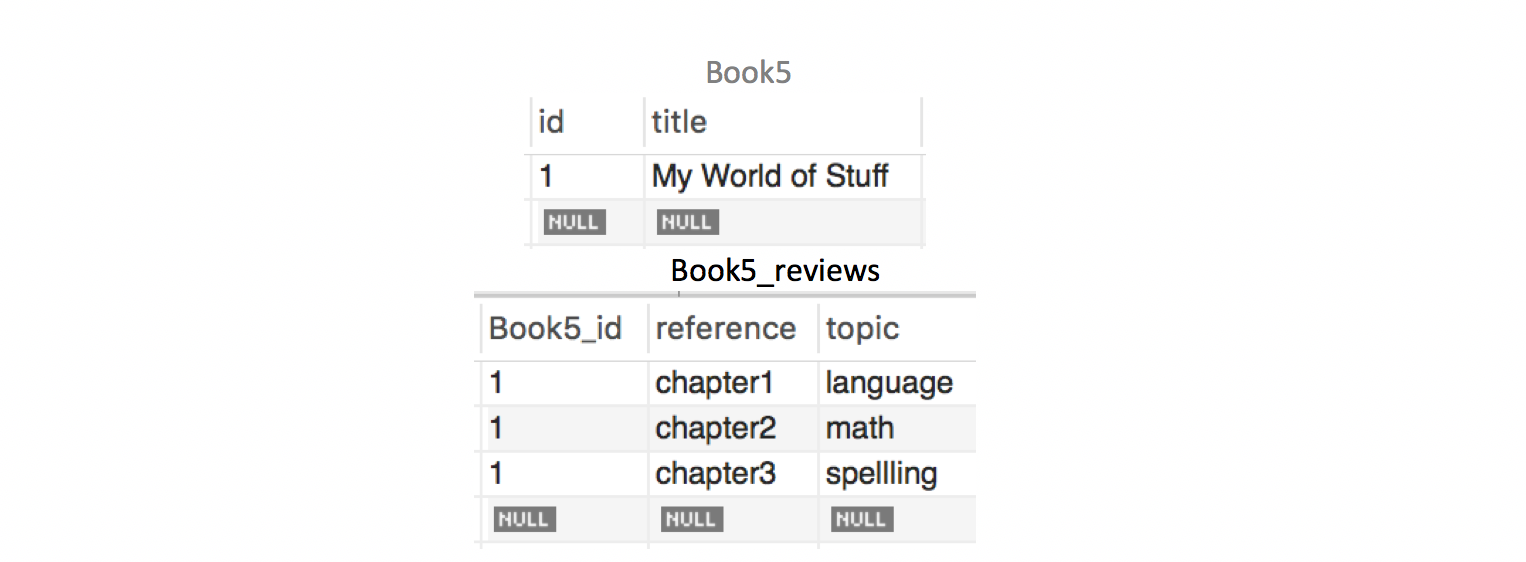 Book5
id title
1 My World of Stuff
NULL NULL
Book5_reviews
Book5_id reference topic
1 chapter1 language
1 chapter2 math
1 chapter3 spellling
NULL NULL NULL